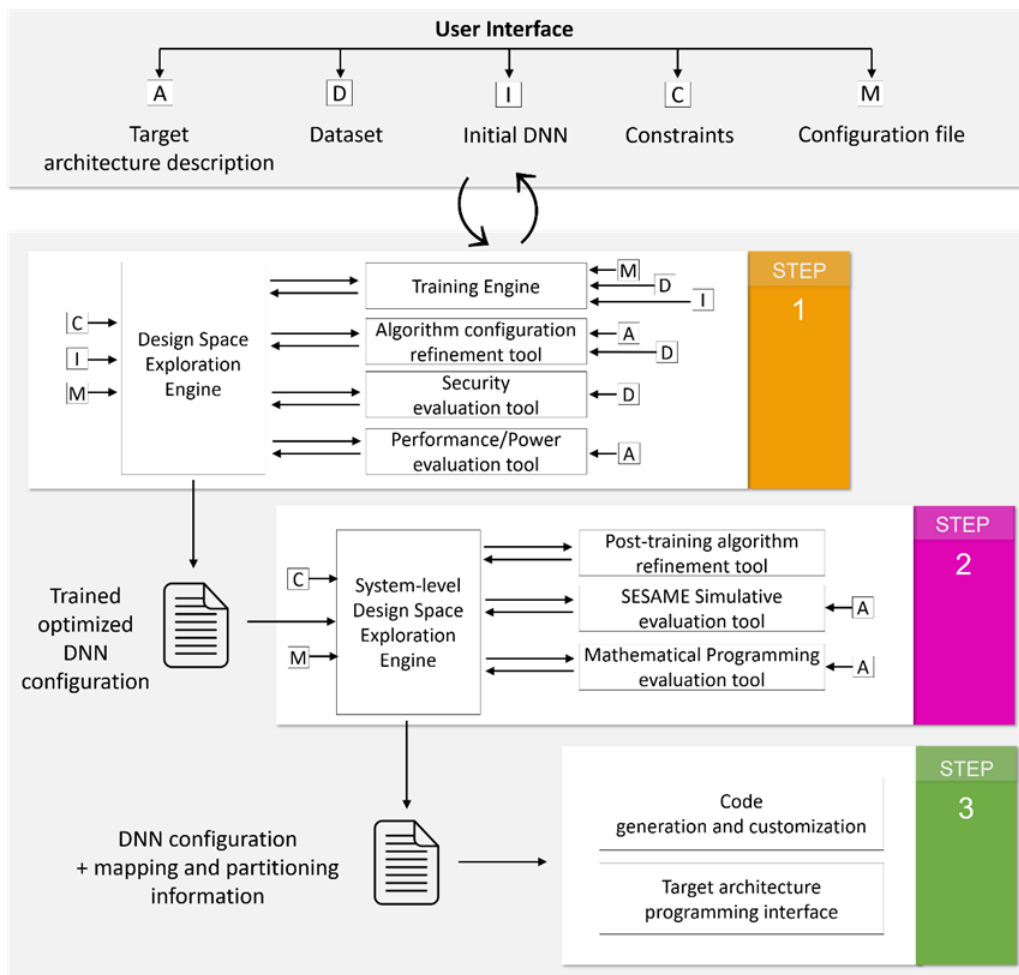 User Interface
A
D
I
C
M
Target
architecture description
Dataset
Initial DNN
Constraints
Configuration file
STEP
1
C
I
M
Design Space
Exploration
Engine
Training Engine
M
D
I
Algorithm configuration
refinement tool
A
D
Security
evaluation tool
D
Performance/Power
evaluation tool
A
Trained
optimized
DNN
configuration
STEP
2
C
M
System-level
Design Space
Exploration
Engine
Post-training algorithm
refinement tool
SESAME Simulative
evaluation tool
A
Mathematical Programming
evaluation tool
A
DNN configuration
+ mapping and partitioning
information
STEP
3
Code
generation and customization
Target architecture
programming interface